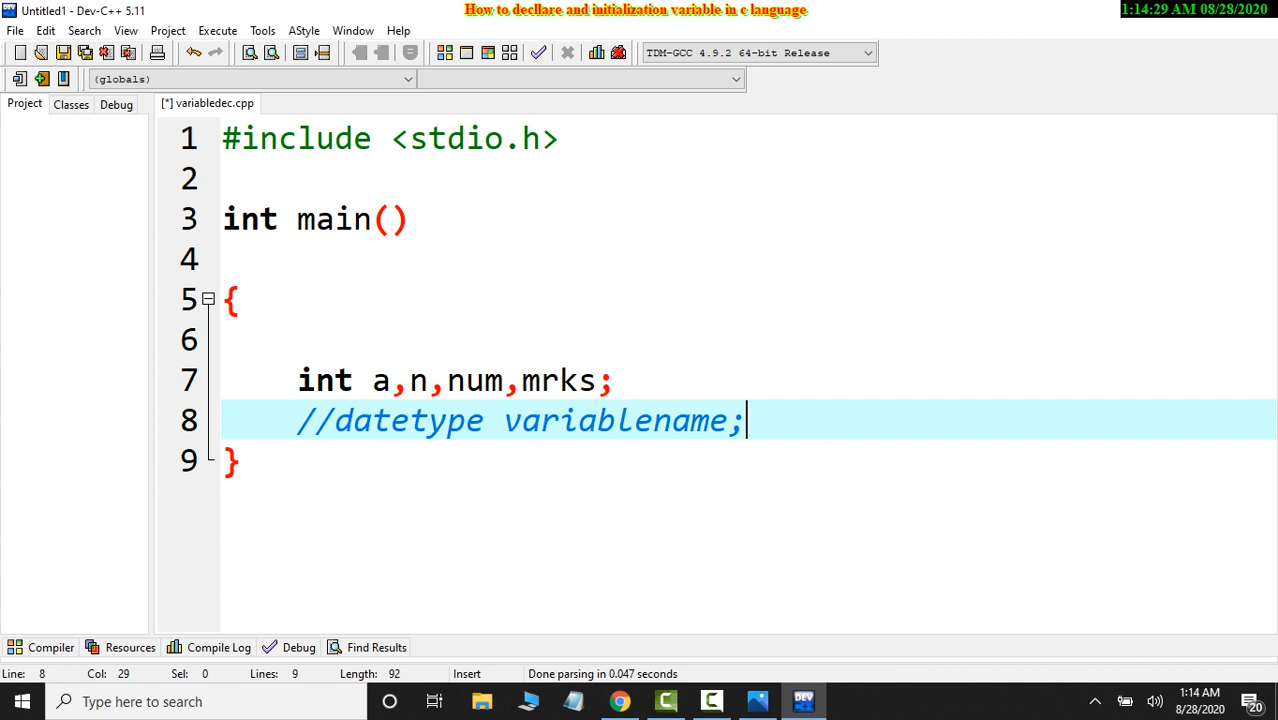 Untitled1 - Dev-C++ 5.11
How to decllare and initialization variable in c language
1:14:29 AM 08/28/2020
File Edit Search View Project Execute Tools AStyle Window Help
TDM-GCC 4.9.2 64-bit Release
(globals)
Project Classes Debug
[*] variabledec.cpp
1 #include <stdio.h>
2
3 int main()
4
5 {
6
7 int a,n,num,mrks;
8 //datetype variablename;
9 }
Compiler Resources Compile Log Debug Find Results
Line: 8 Col: 29 Sel: 0 Lines: 9 Length: 92 Insert Done parsing in 0.047 seconds
Type here to search
DEV
1:14 AM
8/28/2020
20